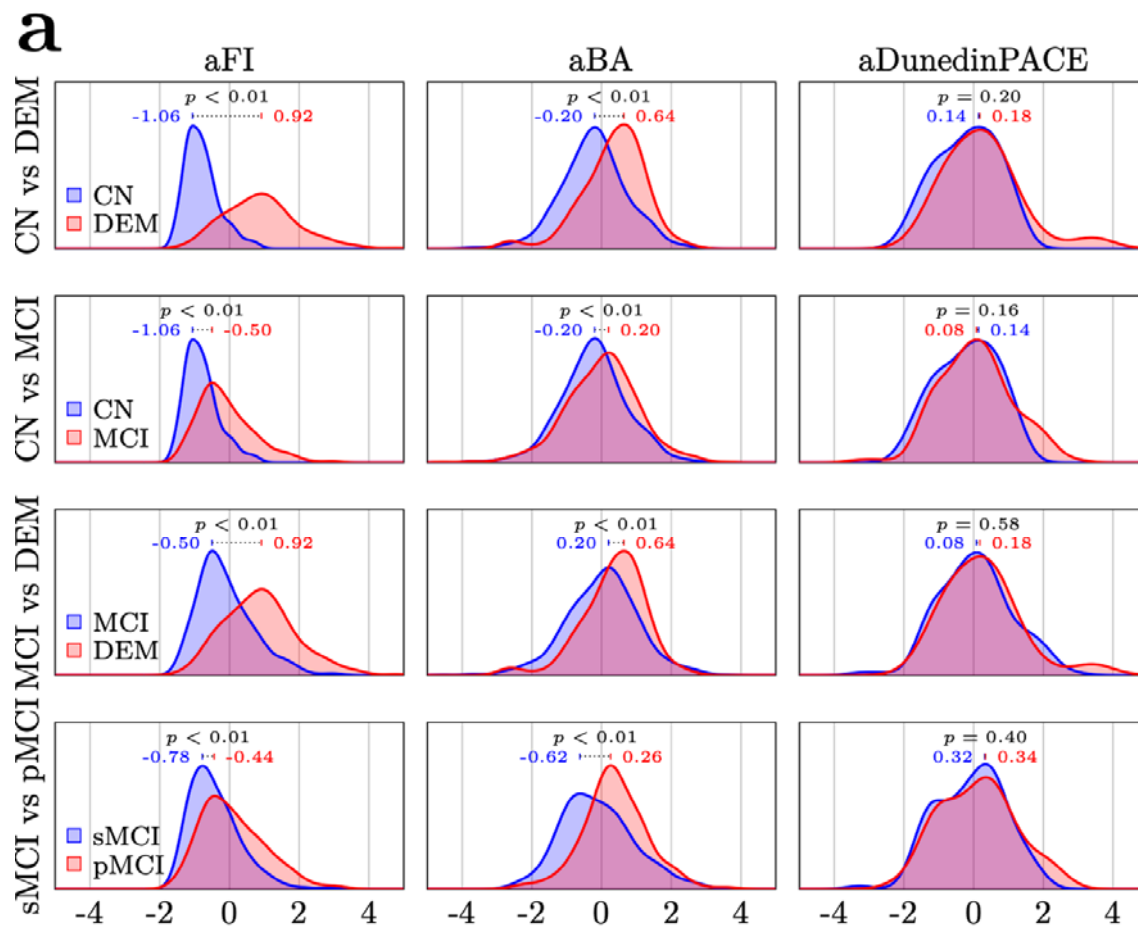 a
aFI aBA aDunedinPACE
CN vs DEM
p < 0.01
-1.06 0.92
CN
DEM
p < 0.01
-0.20 0.64
p = 0.20
0.14 0.18
CN vs MCI
p < 0.01
-1.06 -0.50
CN
MCI
p < 0.01
-0.20 0.20
p = 0.16
0.08 0.14
MCI vs DEM
p < 0.01
-0.50 0.92
MCI
DEM
p < 0.01
0.20 0.64
p = 0.58
0.08 0.18
sMCI vs pMCI
p < 0.01
-0.78 -0.44
sMCI
pMCI
p < 0.01
-0.62 0.26
p = 0.40
0.32 0.34
-4 -2 0 2 4 -4 -2 0 2 4 -4 -2 0 2 4